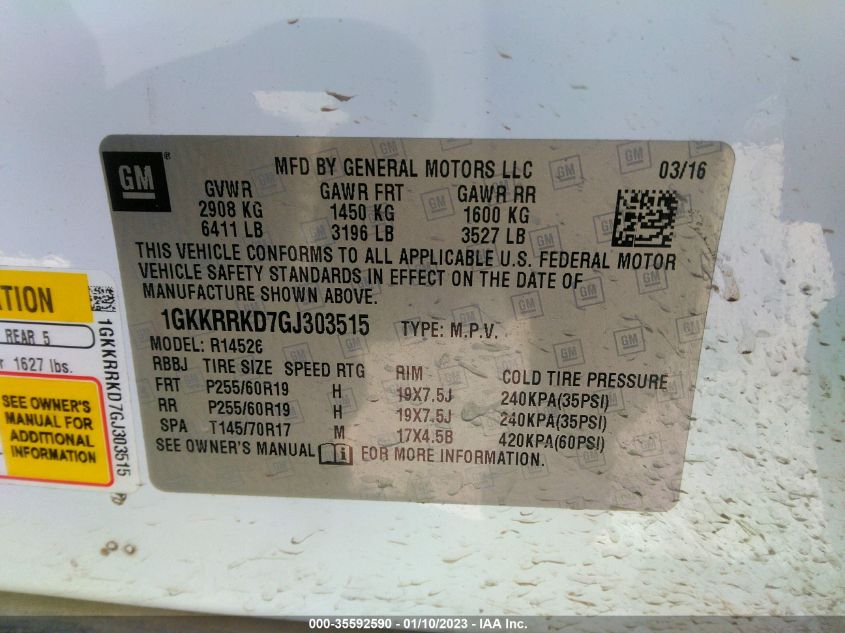 GM ®
MFD BY GENERAL MOTORS LLC 03/16
GVWR GAWR FRT GAWR RR
2908 KG 1450 KG 1600 KG
6411 LB 3196 LB 3527 LB
THIS VEHICLE CONFORMS TO ALL APPLICABLE U.S. FEDERAL MOTOR
VEHICLE SAFETY STANDARDS IN EFFECT ON THE DATE OF
MANUFACTURE SHOWN ABOVE.
1GKKRRKD7GJ303515 TYPE: M.P.V.
MODEL: R14526
RBBJ TIRE SIZE SPEED RTG RIM COLD TIRE PRESSURE
FRT P255/60R19 H 19X7.5J 240KPA(35PSI)
RR P255/60R19 H 19X7.5J 240KPA(35PSI)
SPA T145/70R17 M 17X4.5B 420KPA(60PSI)
SEE OWNER'S MANUAL FOR MORE INFORMATION.
REAR 5
1627 lbs.
SEE OWNER'S
MANUAL FOR
ADDITIONAL
INFORMATION
1GKKRRKD7GJ303515
000-35592590 - 01/10/2023 - IAA Inc.